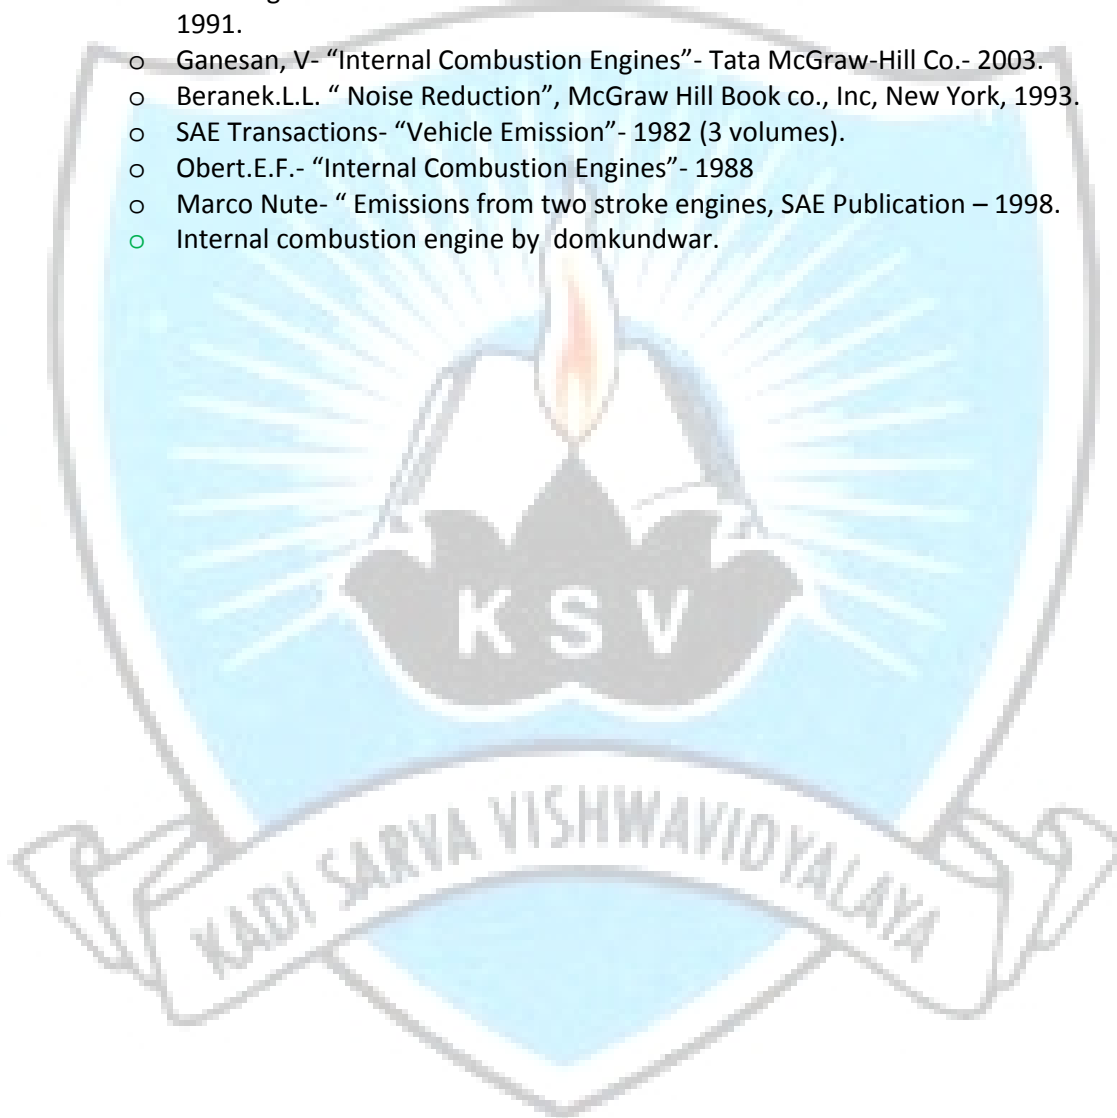 1991.
o Ganesan, V- “Internal Combustion Engines”- Tata McGraw-Hill Co.- 2003.
o Beranek.L.L. “ Noise Reduction”, McGraw Hill Book co., Inc, New York, 1993.
o SAE Transactions- “Vehicle Emission”- 1982 (3 volumes).
o Obert.E.F.- “Internal Combustion Engines”- 1988
o Marco Nute- “ Emissions from two stroke engines, SAE Publication – 1998.
o Internal combustion engine by domkundwar.
K S V
KADI SARVA VISHWAVIDYALAYA